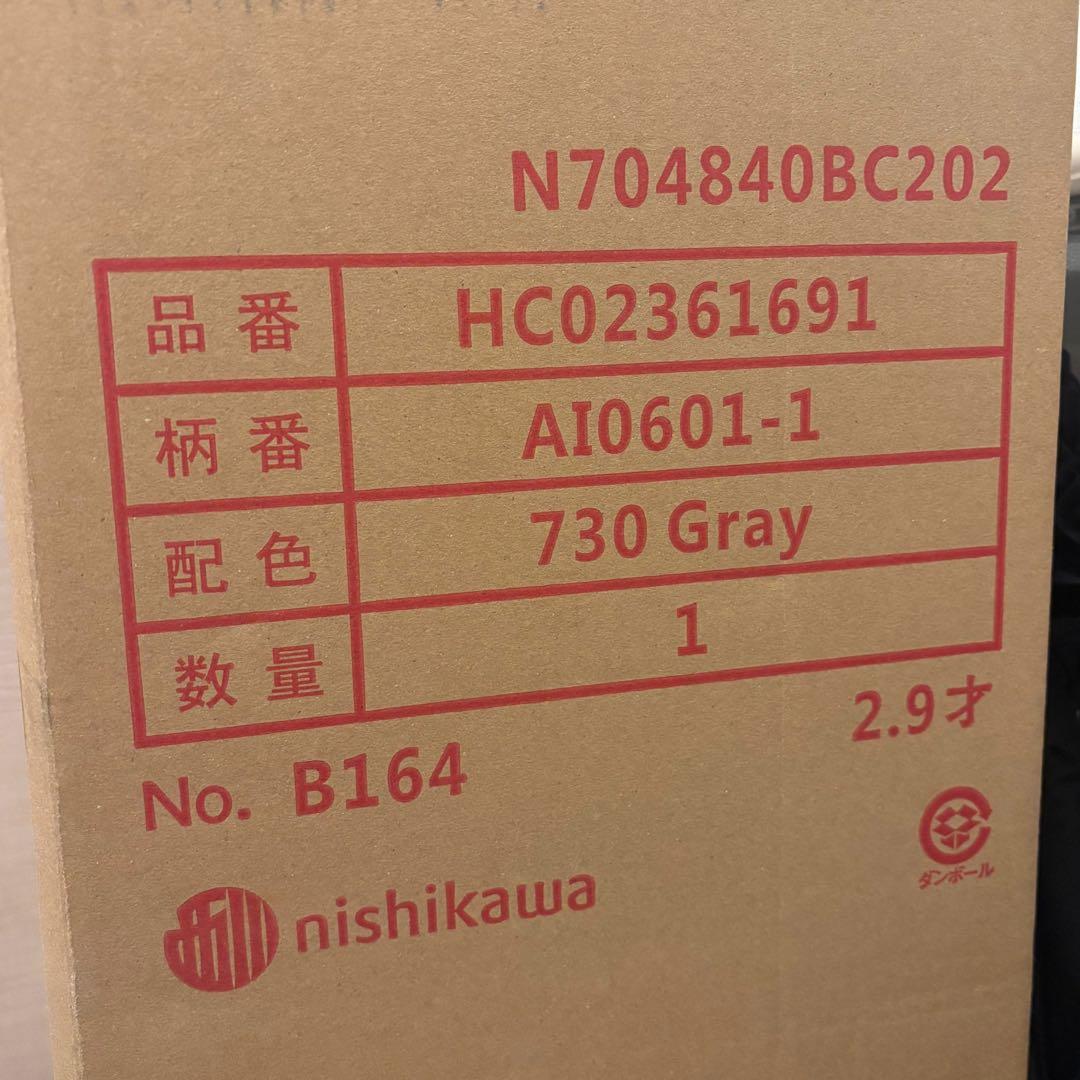 N704840BC202
品番 HC02361691
柄番 AI0601-1
配色 730 Gray
数量 1
2.9才
No. B164
ダンボール
nishikawa